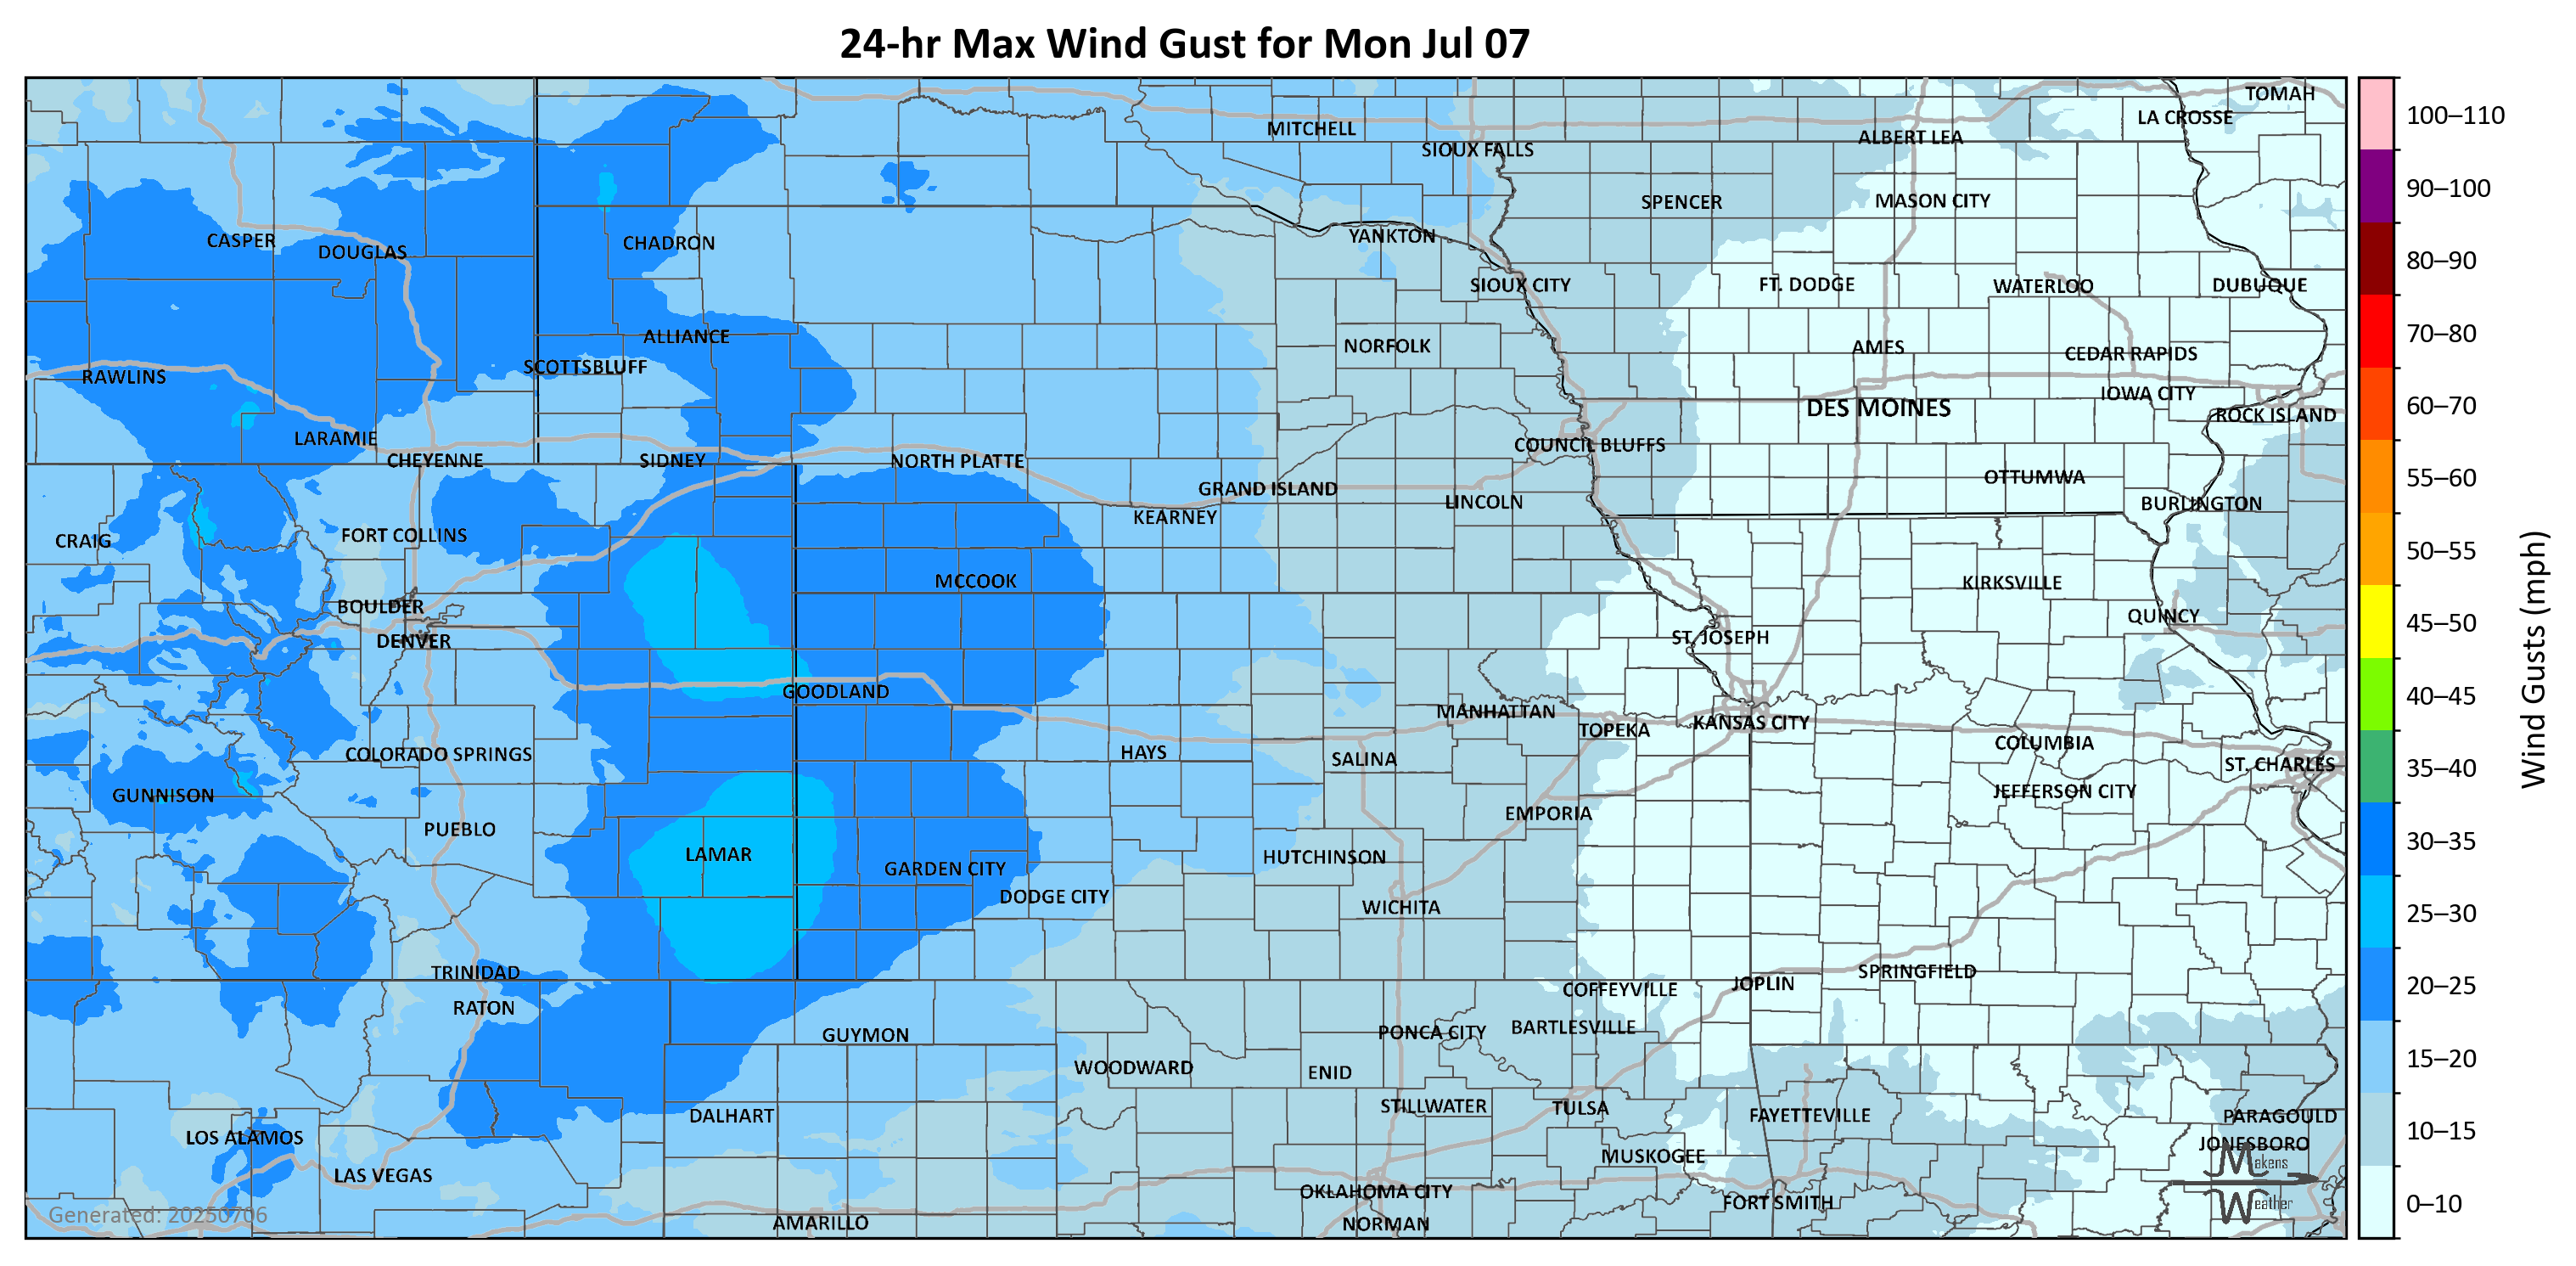 24-hr Max Wind Gust for Mon Jul 07
TOMAH
LA CROSSE
MITCHELL
ALBERT LEA
SIOUX FALLS
SPENCER
MASON CITY
CASPER
DOUGLAS
CHADRON
YANKTON
SIOUX CITY
FT. DODGE
WATERLOO
DUBUQUE
ALLIANCE
NORFOLK
AMES
CEDAR RAPIDS
SCOTTSBLUFF
RAWLINS
IOWA CITY
DES MOINES
ROCK ISLAND
LARAMIE
COUNCIL BLUFFS
CHEYENNE
SIDNEY
NORTH PLATTE
OTTUMWA
GRAND ISLAND
LINCOLN
BURLINGTON
KEARNEY
CRAIG
FORT COLLINS
MCCOOK
KIRKSVILLE
BOULDER
QUINCY
DENVER
ST. JOSEPH
GOODLAND
MANHATTAN
TOPEKA
KANSAS CITY
COLORADO SPRINGS
HAYS
SALINA
COLUMBIA
ST. CHARLES
GUNNISON
JEFFERSON CITY
EMPORIA
PUEBLO
LAMAR
HUTCHINSON
GARDEN CITY
DODGE CITY
WICHITA
TRINIDAD
SPRINGFIELD
JOPLIN
COFFEYVILLE
RATON
GUYMON
PONCA CITY
BARTLESVILLE
WOODWARD
ENID
DALHART
STILLWATER
TULSA
FAYETTEVILLE
PARAGOULD
LOS ALAMOS
JONESBORO
LAS VEGAS
MUSKOGEE
OKLAHOMA CITY
FORT SMITH
AMARILLO
NORMAN
Generated: 20250706
Makens
Weather
100–110
90–100
80–90
70–80
60–70
55–60
50–55
45–50
40–45
35–40
30–35
25–30
20–25
15–20
10–15
0–10
Wind Gusts (mph)